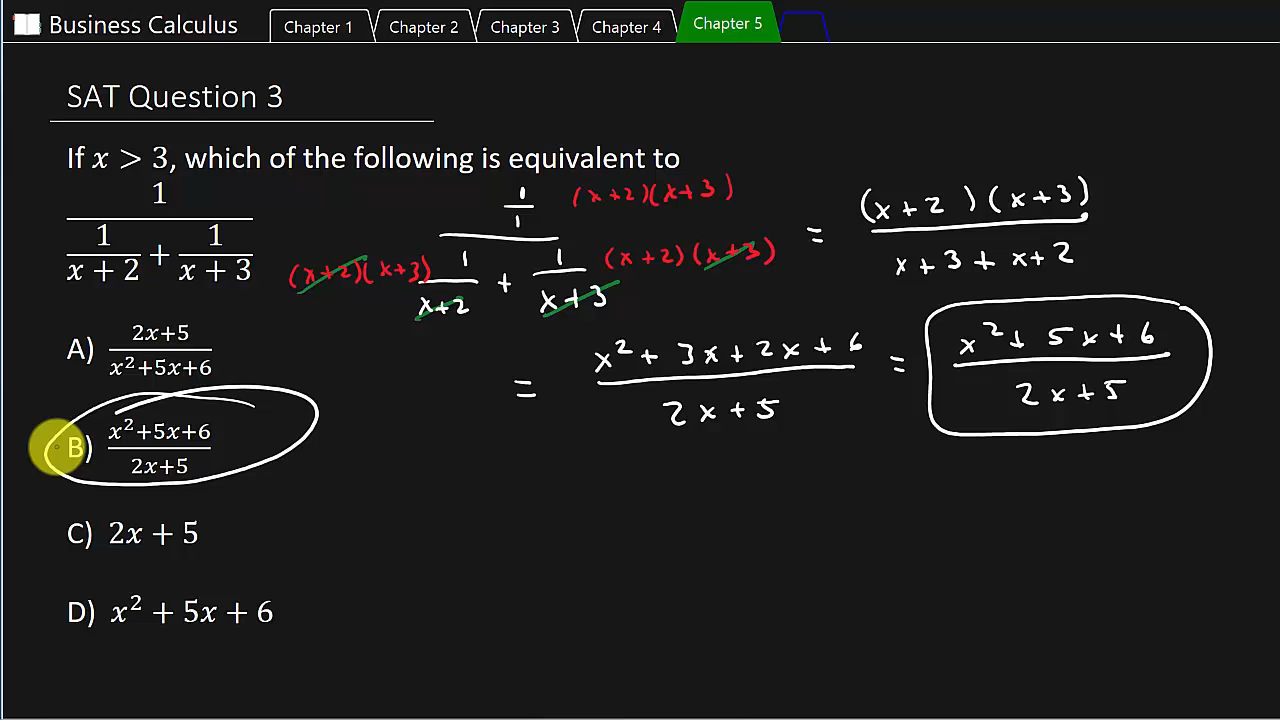 Business Calculus
Chapter 1 Chapter 2 Chapter 3 Chapter 4 Chapter 5
SAT Question 3
If x > 3, which of the following is equivalent to
1
1/(x + 2) + 1/(x + 3)
1/1 (x+2)(x+3)
(x+2)(x+3) 1/(x+2) + 1/(x+3) (x+2)(x+3)
= (x+2)(x+3)
x+3+x+2
= (x²+3x+2x+6)/(2x+5) = (x²+5x+6)/(2x+5)
A) (2x+5)/(x²+5x+6)
B) (x²+5x+6)/(2x+5)
C) 2x + 5
D) x² + 5x + 6